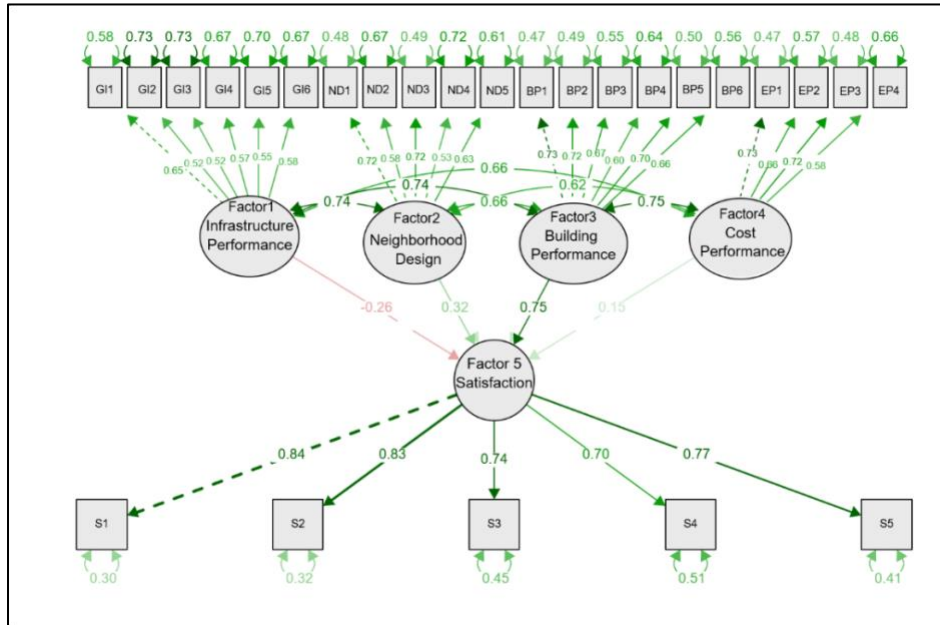 0.58 0.73 0.73 0.67 0.70 0.67 0.48 0.67 0.49 0.72 0.61 0.47 0.49 0.55 0.64 0.50 0.56 0.47 0.57 0.48 0.66
GI1 GI2 GI3 GI4 GI5 GI6 ND1 ND2 ND3 ND4 ND5 BP1 BP2 BP3 BP4 BP5 BP6 EP1 EP2 EP3 EP4
0.65 0.52 0.52 0.57 0.55 0.58 0.72 0.58 0.72 0.53 0.63 0.73 0.72 0.67 0.60 0.70 0.66 0.73 0.66 0.72 0.58
0.66
0.74 0.62
0.74 0.66 0.75
Factor1
Infrastructure
Performance
Factor2
Neighborhood
Design
Factor3
Building
Performance
Factor4
Cost
Performance
-0.26 0.32 0.75 0.15
Factor 5
Satisfaction
0.84 0.83 0.74 0.70 0.77
S1 S2 S3 S4 S5
0.30 0.32 0.45 0.51 0.41